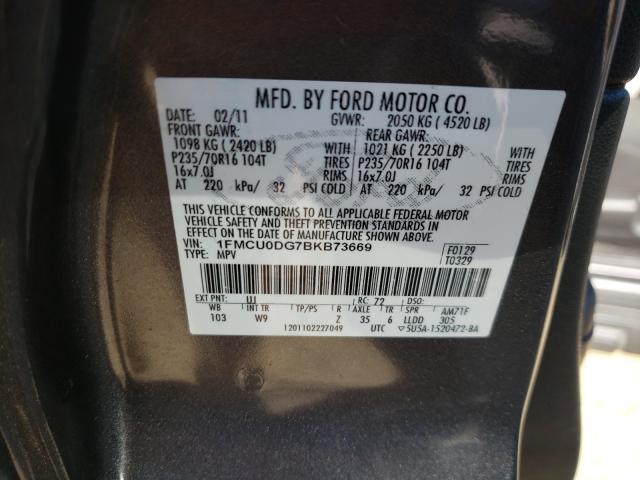 MFD. BY FORD MOTOR CO.
DATE: 02/11 GVWR: 2050 KG ( 4520 LB)
FRONT GAWR: REAR GAWR:
1098 KG ( 2420 LB) WITH 1021 KG ( 2250 LB) WITH
P235/70R16 104T TIRES P235/70R16 104T TIRES
16x7.0J RIMS 16x7.0J RIMS
AT 220 kPa/ 32 PSI COLD AT 220 kPa/ 32 PSI COLD
THIS VEHICLE CONFORMS TO ALL APPLICABLE FEDERAL MOTOR
VEHICLE SAFETY AND THEFT PREVENTION STANDARDS IN
EFFECT ON THE DATE OF MANUFACTURE SHOWN ABOVE.
VIN: 1FMCU0DG7BKB73669 F0129
TYPE: MPV T0329
EXT PNT: UJ RC: 72 DSO:
WB INT TR TP/PS R AXLE TR SPR AM71F
103 W9 Z 35 6 LLDD 305
1201102227049 UTC 5U5A-1520472-BA